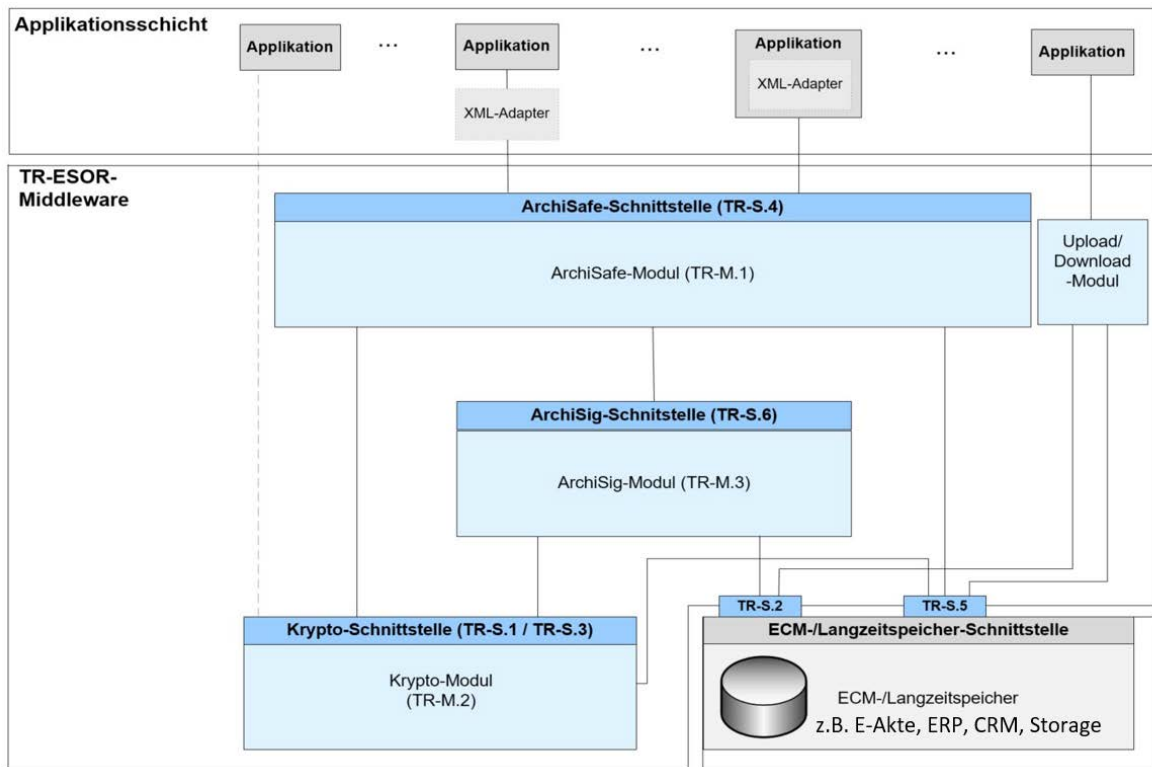 Applikationsschicht
Applikation
...
Applikation
...
Applikation
...
Applikation
XML-Adapter
XML-Adapter
TR-ESOR-
Middleware
ArchiSafe-Schnittstelle (TR-S.4)
ArchiSafe-Modul (TR-M.1)
Upload/
Download
-Modul
ArchiSig-Schnitstelle (TR-S.6)
ArchiSig-Modul (TR-M.3)
TR-S.2
TR-S.5
Krypto-Schnittstelle (TR-S.1 / TR-S.3)
ECM-/Langzeitspeicher-Schnittstelle
Krypto-Modul
(TR-M.2)
ECM-/Langzeitspeicher
z.B. E-Akte, ERP, CRM, Storage